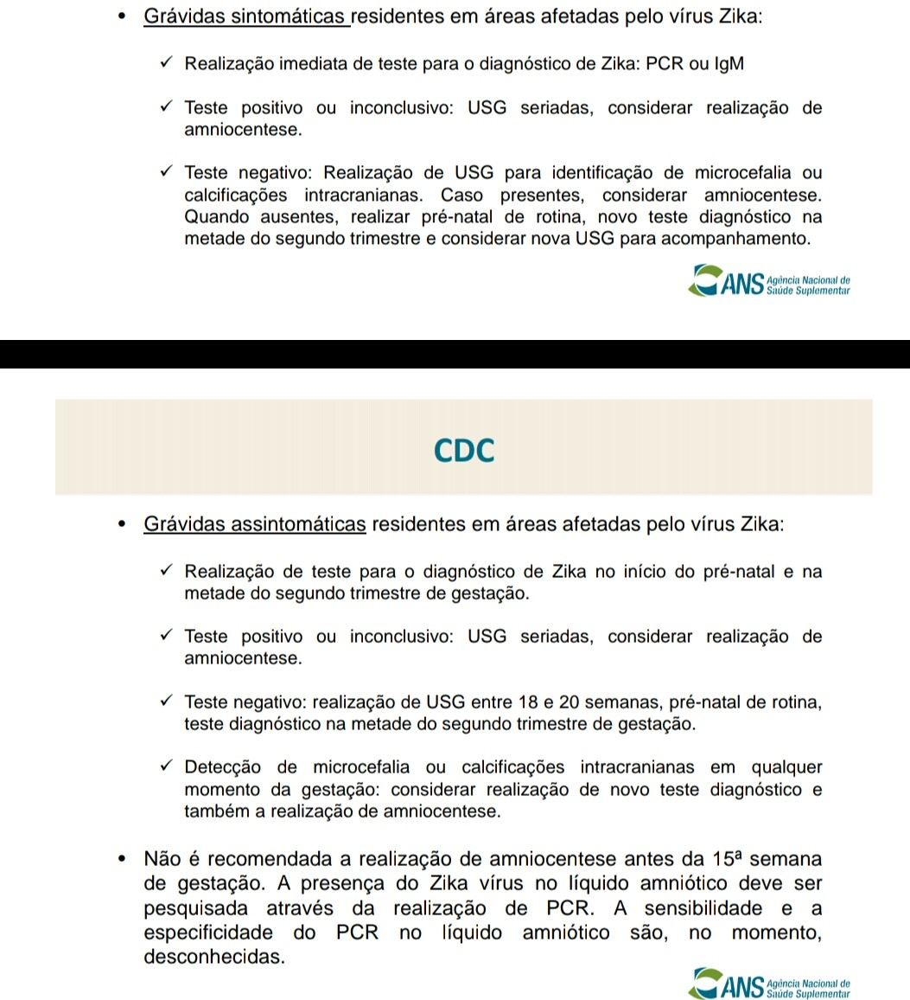 • Grávidas sintomáticas residentes em áreas afetadas pelo vírus Zika:
✓ Realização imediata de teste para o diagnóstico de Zika: PCR ou IgM
✓ Teste positivo ou inconclusivo: USG seriadas, considerar realização de
amniocentese.
✓ Teste negativo: Realização de USG para identificação de microcefalia ou
calcificações intracranianas. Caso presentes, considerar amniocentese.
Quando ausentes, realizar pré-natal de rotina, novo teste diagnóstico na
metade do segundo trimestre e considerar nova USG para acompanhamento.
ANS Agência Nacional de
Saúde Suplementar
CDC
• Grávidas assintomáticas residentes em áreas afetadas pelo vírus Zika:
✓ Realização de teste para o diagnóstico de Zika no início do pré-natal e na
metade do segundo trimestre de gestação.
✓ Teste positivo ou inconclusivo: USG seriadas, considerar realização de
amniocentese.
✓ Teste negativo: realização de USG entre 18 e 20 semanas, pré-natal de rotina,
teste diagnóstico na metade do segundo trimestre de gestação.
✓ Detecção de microcefalia ou calcificações intracranianas em qualquer
momento da gestação: considerar realização de novo teste diagnóstico e
também a realização de amniocentese.
• Não é recomendada a realização de amniocentese antes da 15ª semana
de gestação. A presença do Zika vírus no líquido amniótico deve ser
pesquisada através da realização de PCR. A sensibilidade e a
especificidade do PCR no líquido amniótico são, no momento,
desconhecidas.
ANS Agência Nacional de
Saúde Suplementar